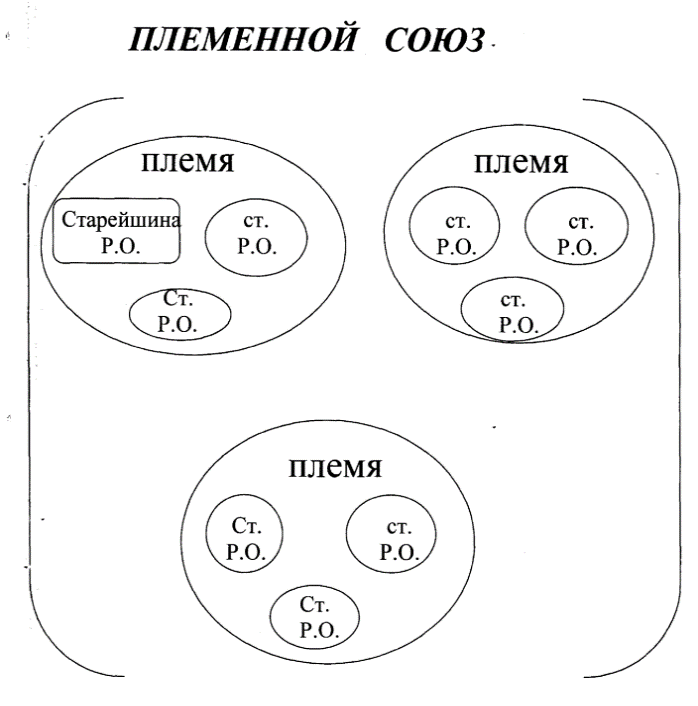 ПЛЕМЕННОЙ СОЮЗ
племя
Старейшина
Р.О.
ст.
Р.О.
Ст.
Р.О.
племя
ст.
Р.О.
ст.
Р.О.
ст.
Р.О.
племя
Ст.
Р.О.
ст.
Р.О.
Ст.
Р.О.